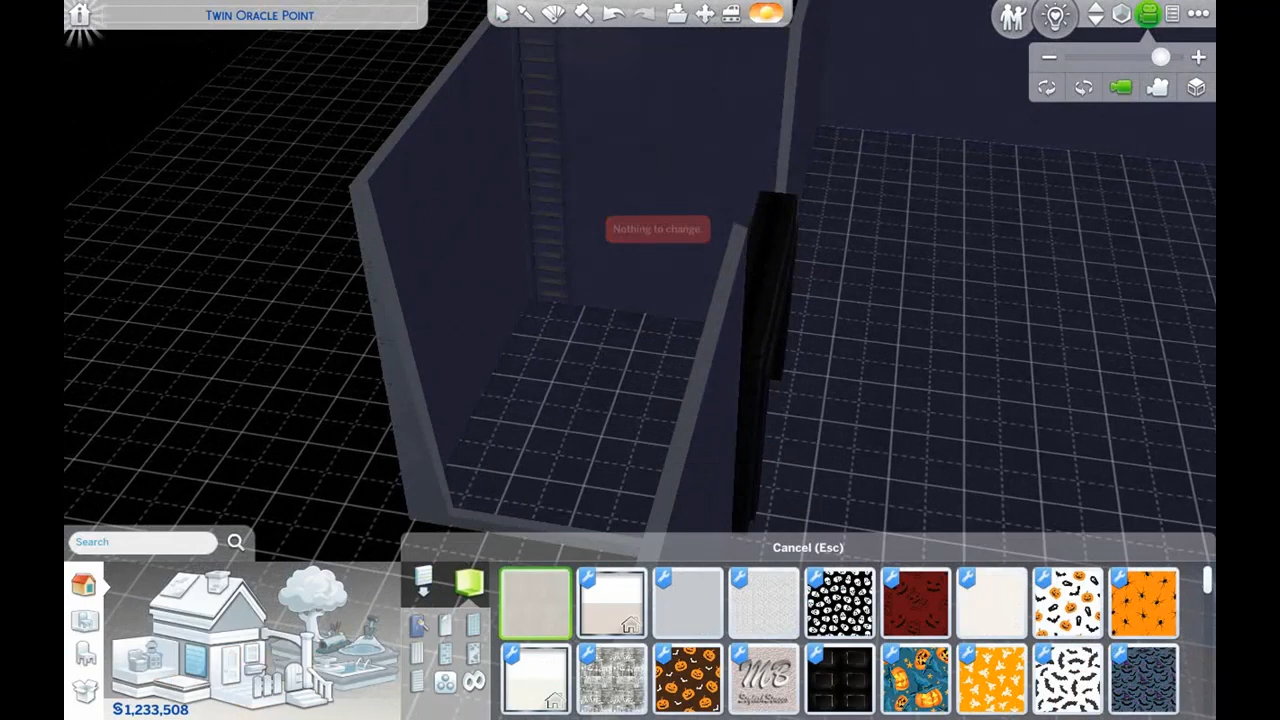 TWIN ORACLE POINT
Nothing to change.
Search
Cancel (Esc)
MB
§1,233,508